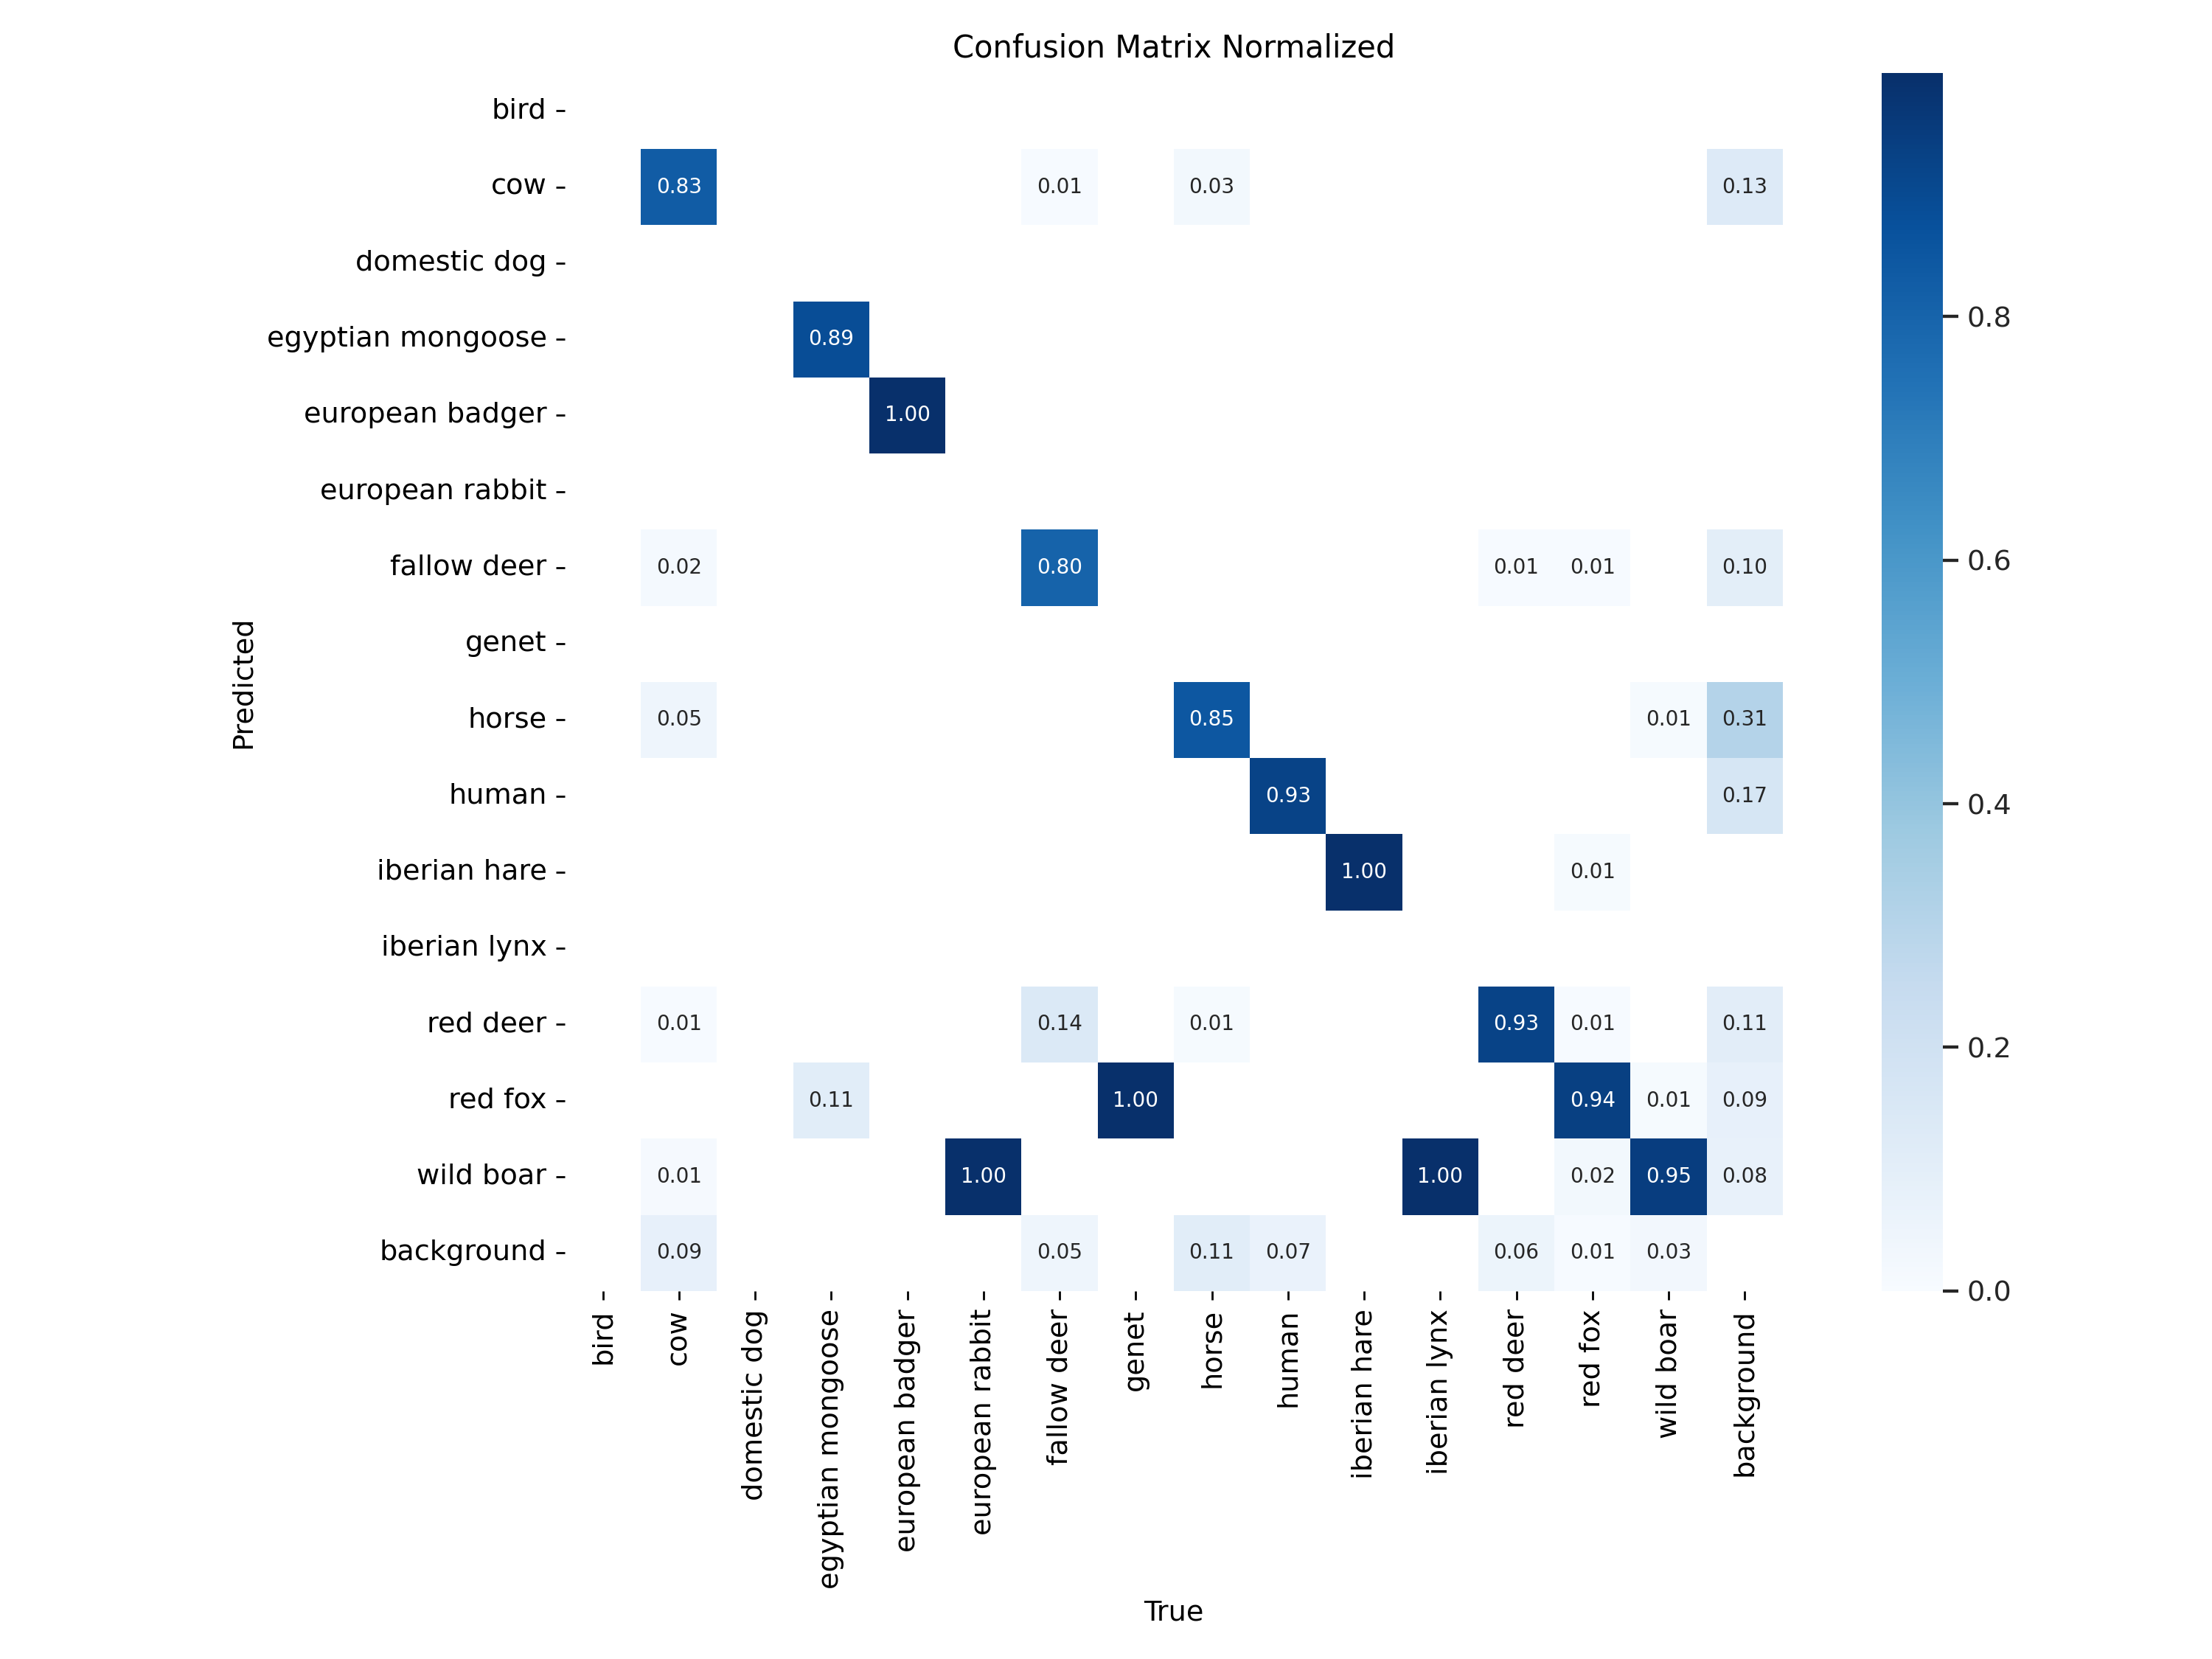 Confusion Matrix Normalized
bird
cow 0.83 0.01 0.03 0.13
domestic dog
egyptian mongoose 0.89
european badger 1.00
european rabbit
fallow deer 0.02 0.80 0.01 0.01 0.10
genet
horse 0.05 0.85 0.01 0.31
human 0.93 0.17
iberian hare 1.00 0.01
iberian lynx
red deer 0.01 0.14 0.01 0.93 0.01 0.11
red fox 0.11 1.00 0.94 0.01 0.09
wild boar 0.01 1.00 1.00 0.02 0.95 0.08
background 0.09 0.05 0.11 0.07 0.06 0.01 0.03
Predicted
bird
cow
domestic dog
egyptian mongoose
european badger
european rabbit
fallow deer
genet
horse
human
iberian hare
iberian lynx
red deer
red fox
wild boar
background
True
0.8
0.6
0.4
0.2
0.0